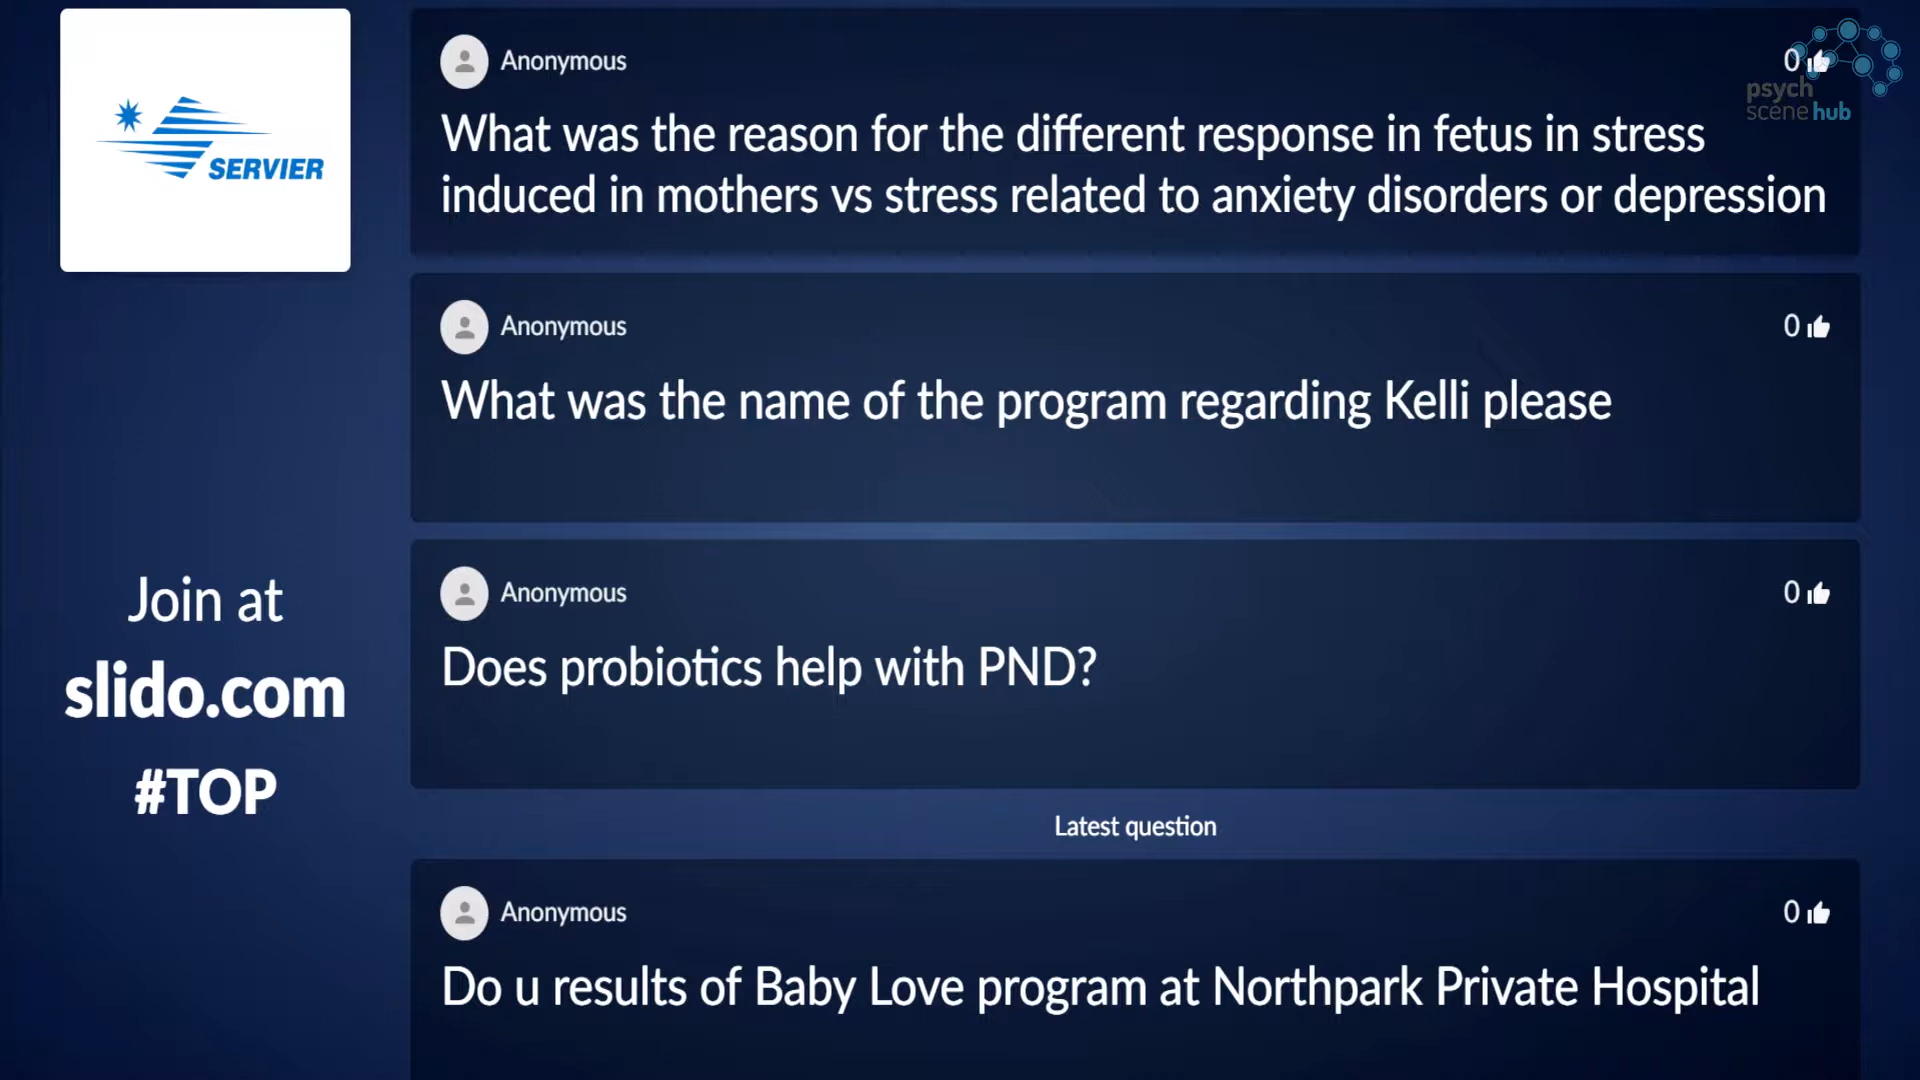 SERVIER
Join at
slido.com
#TOP
psych
scene hub
Anonymous
0
What was the reason for the different response in fetus in stress
induced in mothers vs stress related to anxiety disorders or depression
Anonymous
0
What was the name of the program regarding Kelli please
Anonymous
0
Does probiotics help with PND?
Latest question
Anonymous
0
Do u results of Baby Love program at Northpark Private Hospital